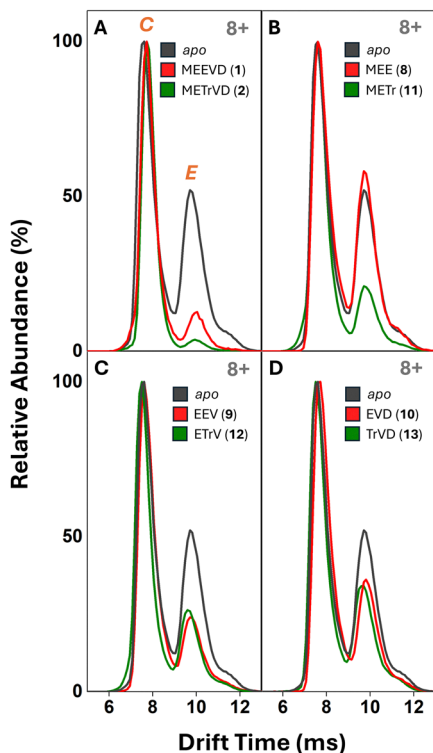 A
C
8+
apo
MEEVD (1)
METrVD (2)
E
B
8+
apo
MEE (8)
METr (11)
C
8+
apo
EEV (9)
ETrV (12)
D
8+
apo
EVD (10)
TrVD (13)
Relative Abundance (%)
100
50
0
100
50
0
6 8 10 12
6 8 10 12
Drift Time (ms)